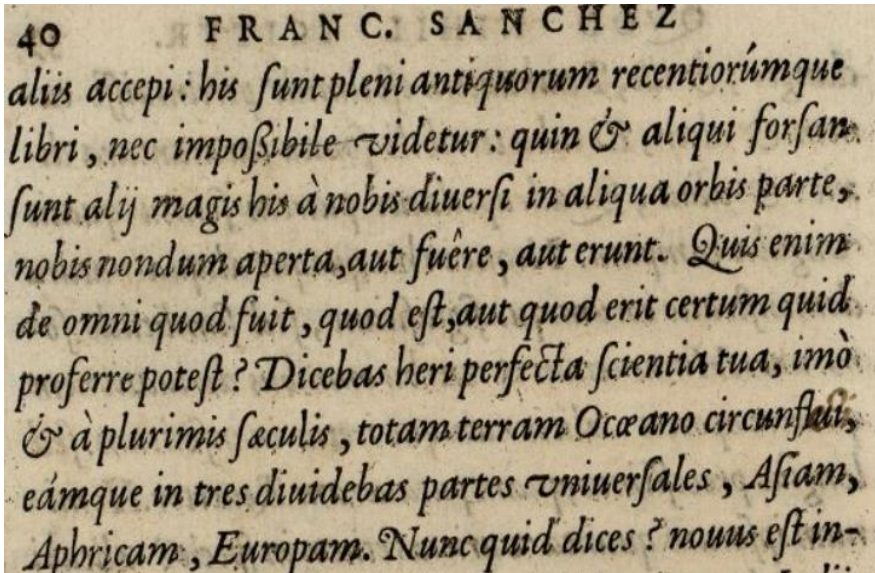 40 FRANC. SANCHEZ
aliis accepi: his ſunt pleni antiquorum recentiorúmque
libri, nec impoßibile videtur: quin & aliqui forſan
ſunt alij magis his à nobis diuerſi in aliqua orbis parte,
nobis nondum aperta, aut fuêre, aut erunt. Quis enim
de omni quod fuit, quod eſt, aut quod erit certum quid
proferre poteſt? Dicebas heri perfecta ſcientia tua, imò
& à plurimis ſæculis, totam terram Oceano circunflui,
eámque in tres diuidebas partes vniuerſales, Aſiam,
Aphricam, Europam. Nunc quid dices? nouus eſt in-